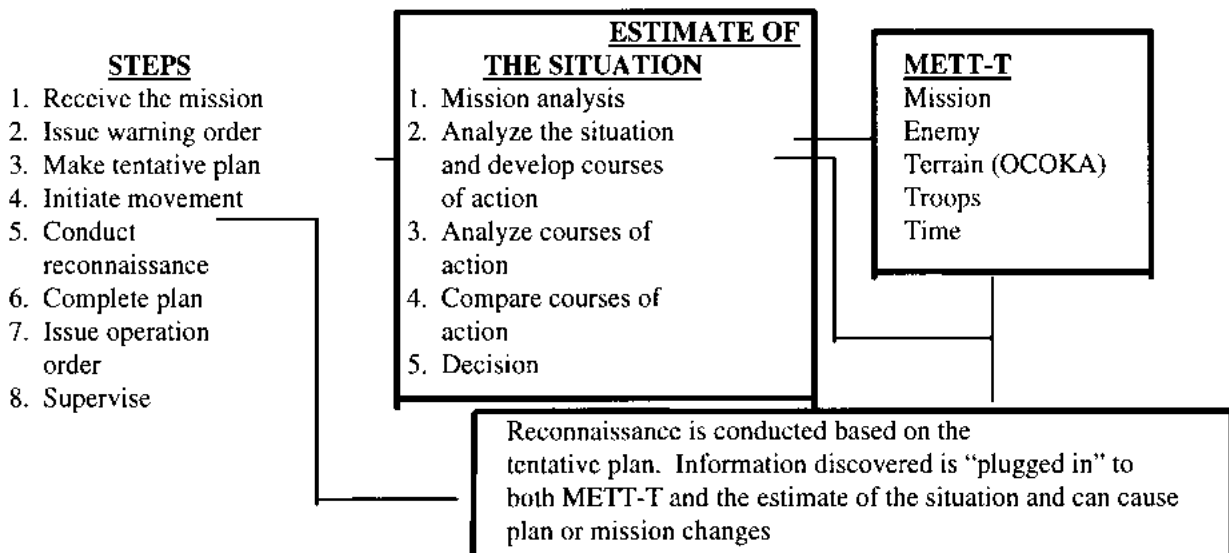 STEPS
1. Receive the mission
2. Issue warning order
3. Make tentative plan
4. Initiate movement
5. Conduct
reconnaissance
6. Complete plan
7. Issue operation
order
8. Supervise
ESTIMATE OF
THE SITUATION
1. Mission analysis
2. Analyze the situation
and develop courses
of action
3. Analyze courses of
action
4. Compare courses of
action
5. Decision
METT-T
Mission
Enemy
Terrain (OCOKA)
Troops
Time
Reconnaissance is conducted based on the
tentative plan. Information discovered is “plugged in” to
both METT-T and the estimate of the situation and can cause
plan or mission changes